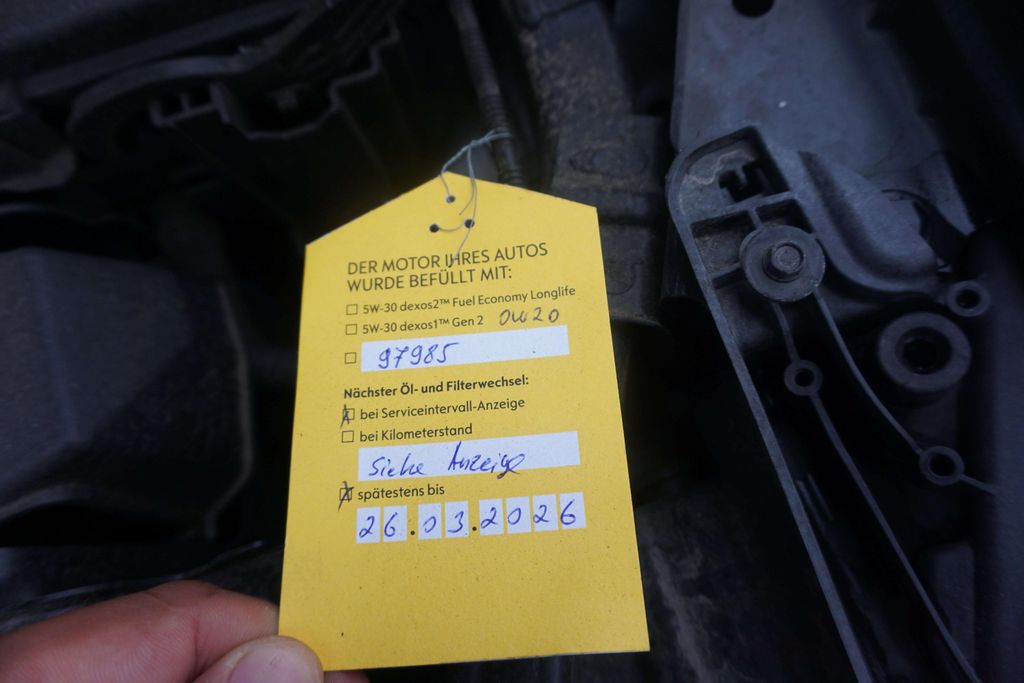 DER MOTOR IHRES AUTOS
WURDE BEFÜLLT MIT:
5W-30 dexos2™ Fuel Economy Longlife
5W-30 dexos1™ Gen 2 0W20
97985
Nächster Öl- und Filterwechsel:
bei Serviceintervall-Anzeige
bei Kilometerstand
Siehe Anzeige
spätestens bis
26.03.2026